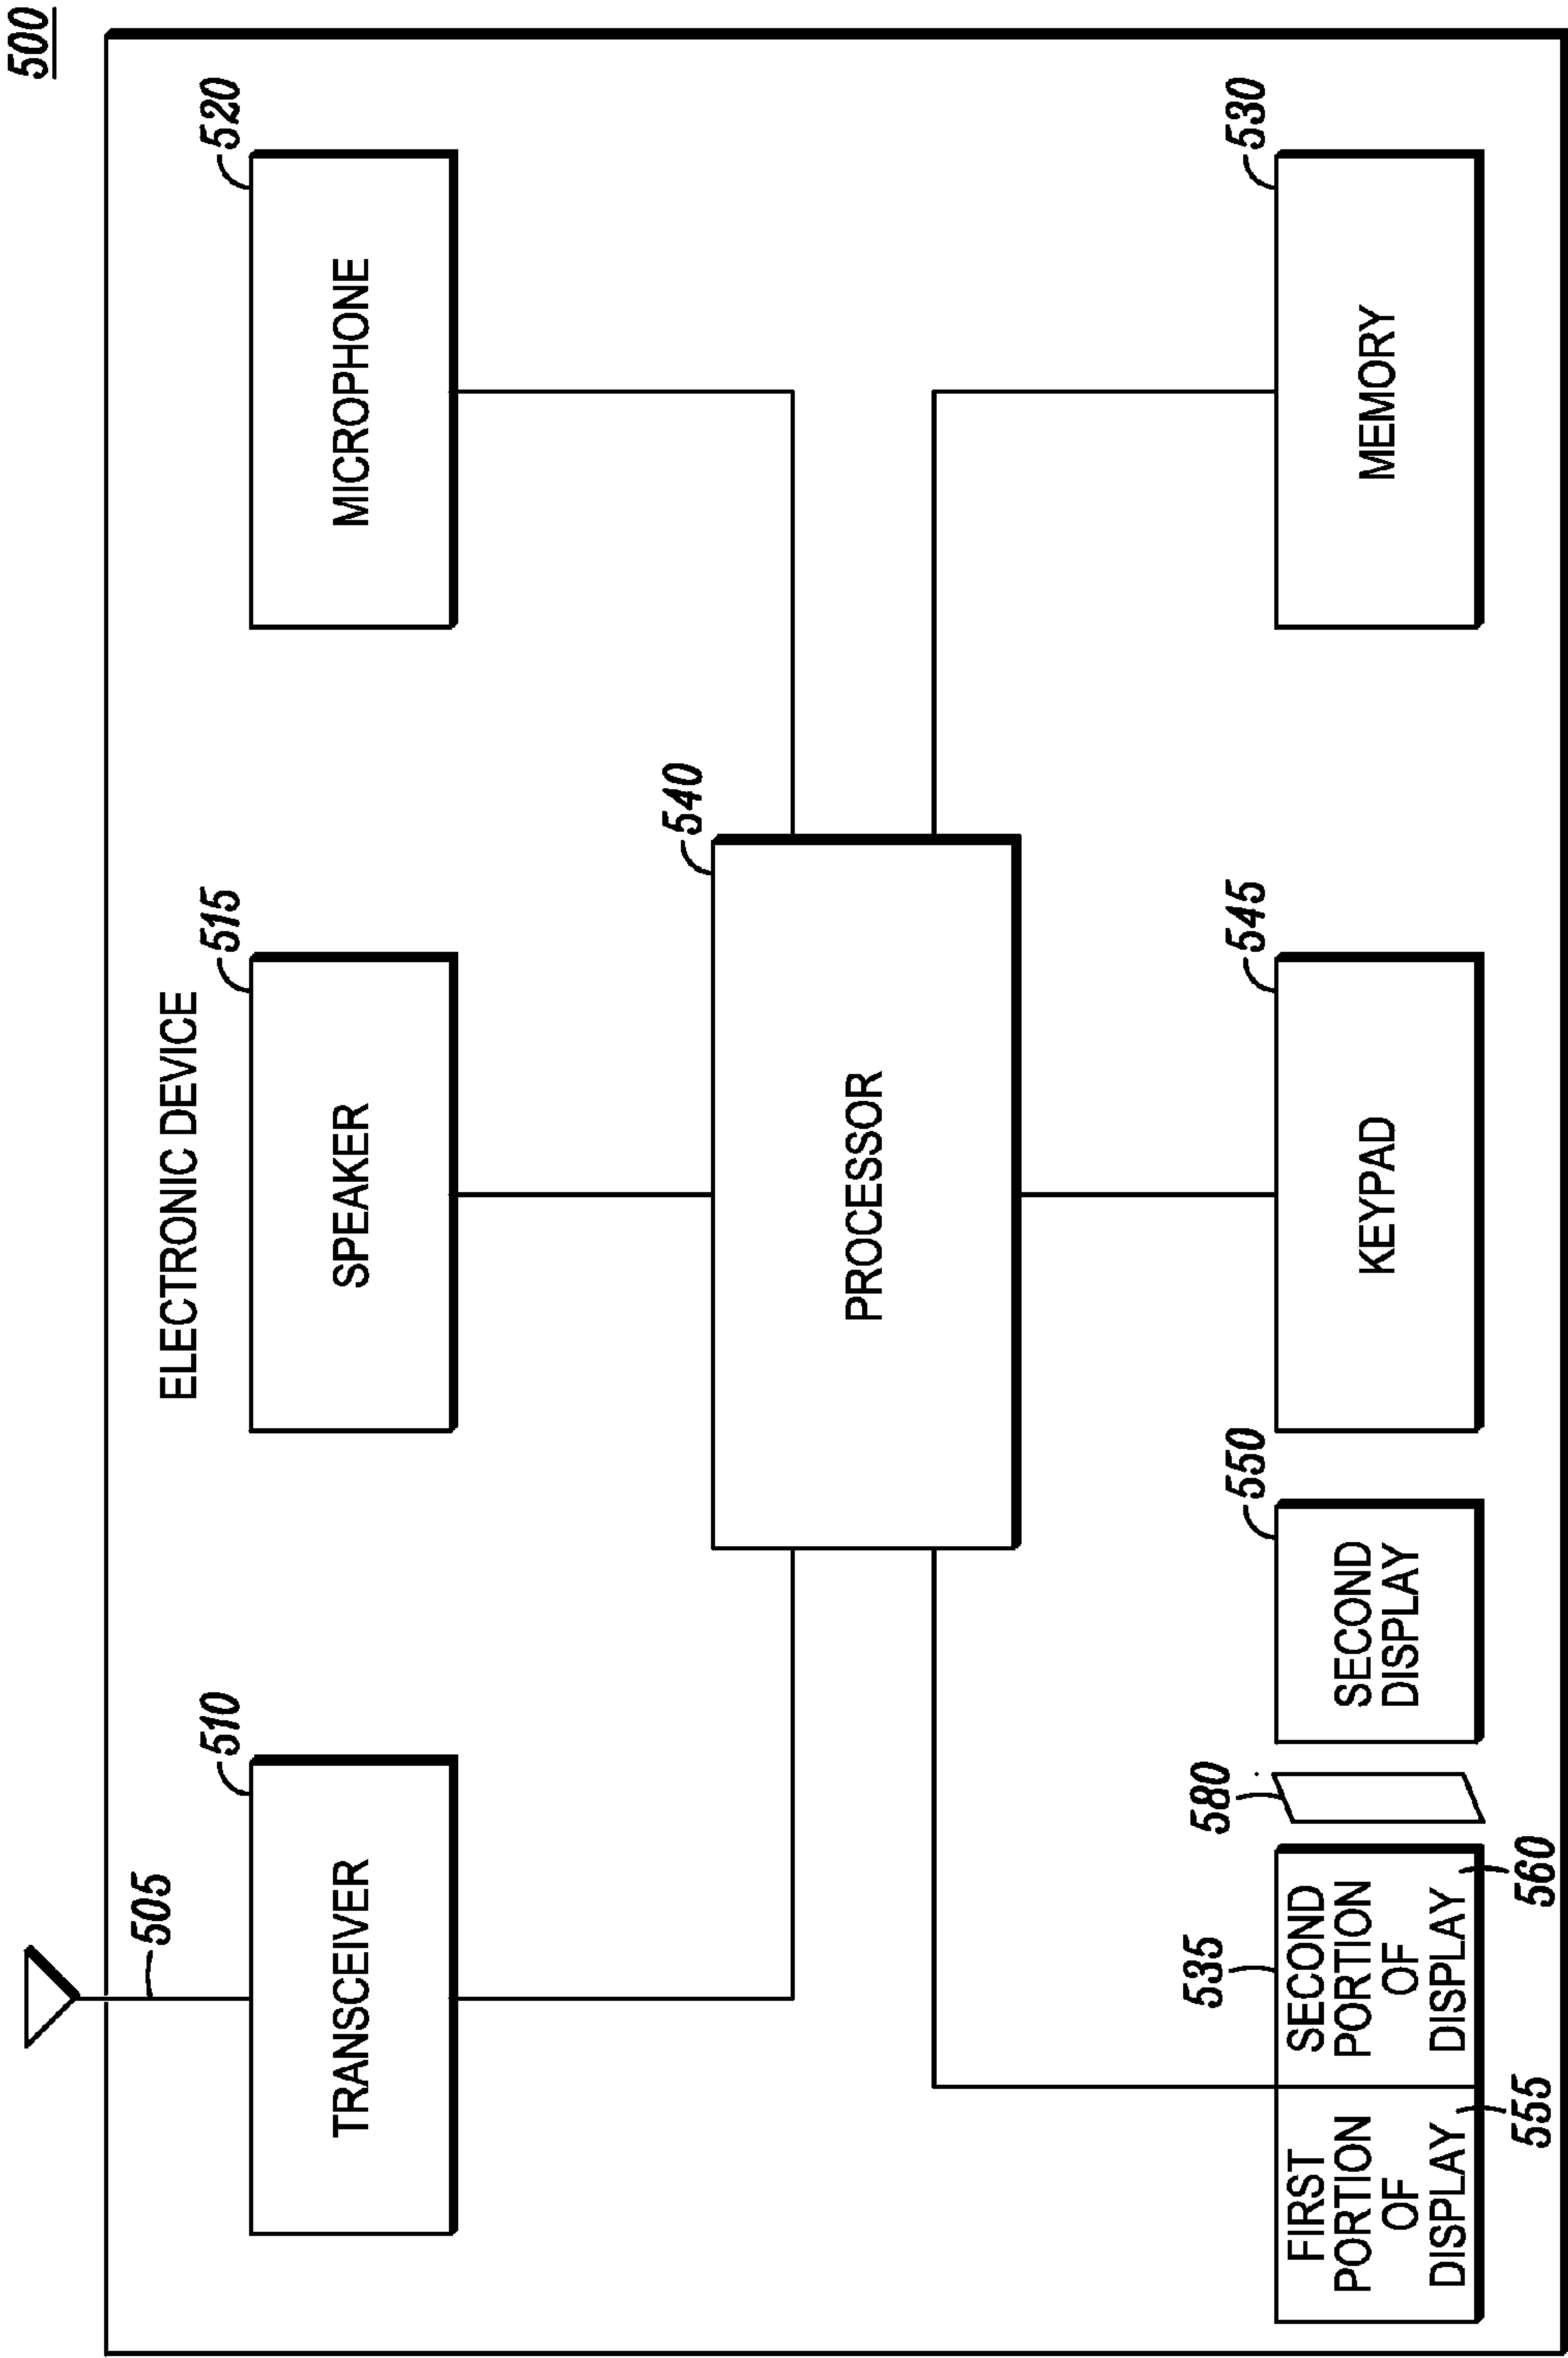 500
505
ELECTRONIC DEVICE
510
515
520
TRANSCEIVER
SPEAKER
MICROPHONE
540
PROCESSOR
535
580
550
545
530
FIRST
PORTION
OF
DISPLAY
SECOND
PORTION
OF
DISPLAY
SECOND
DISPLAY
KEYPAD
MEMORY
555
560